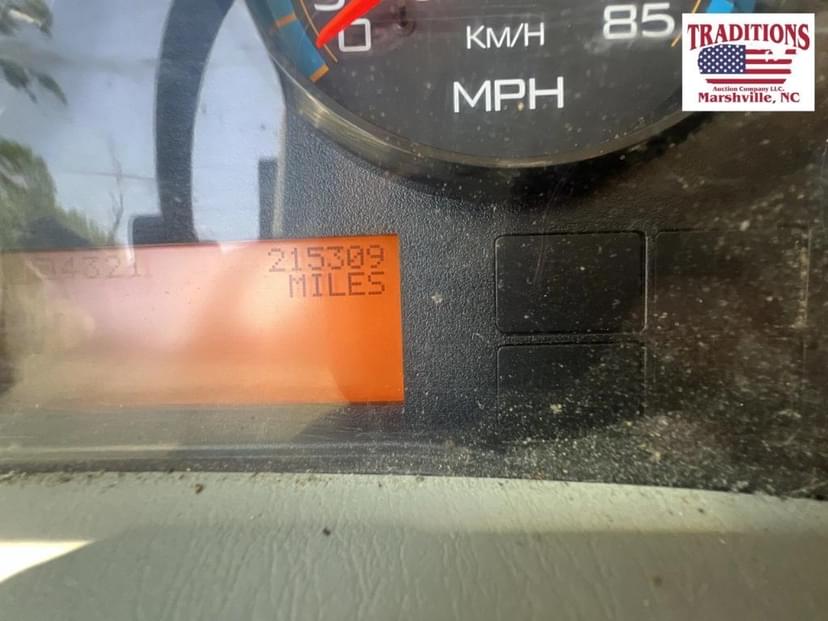 0
85
KM/H
MPH
TRADITIONS
Auction Company LLC.
Marshville, NC
215309
MILES